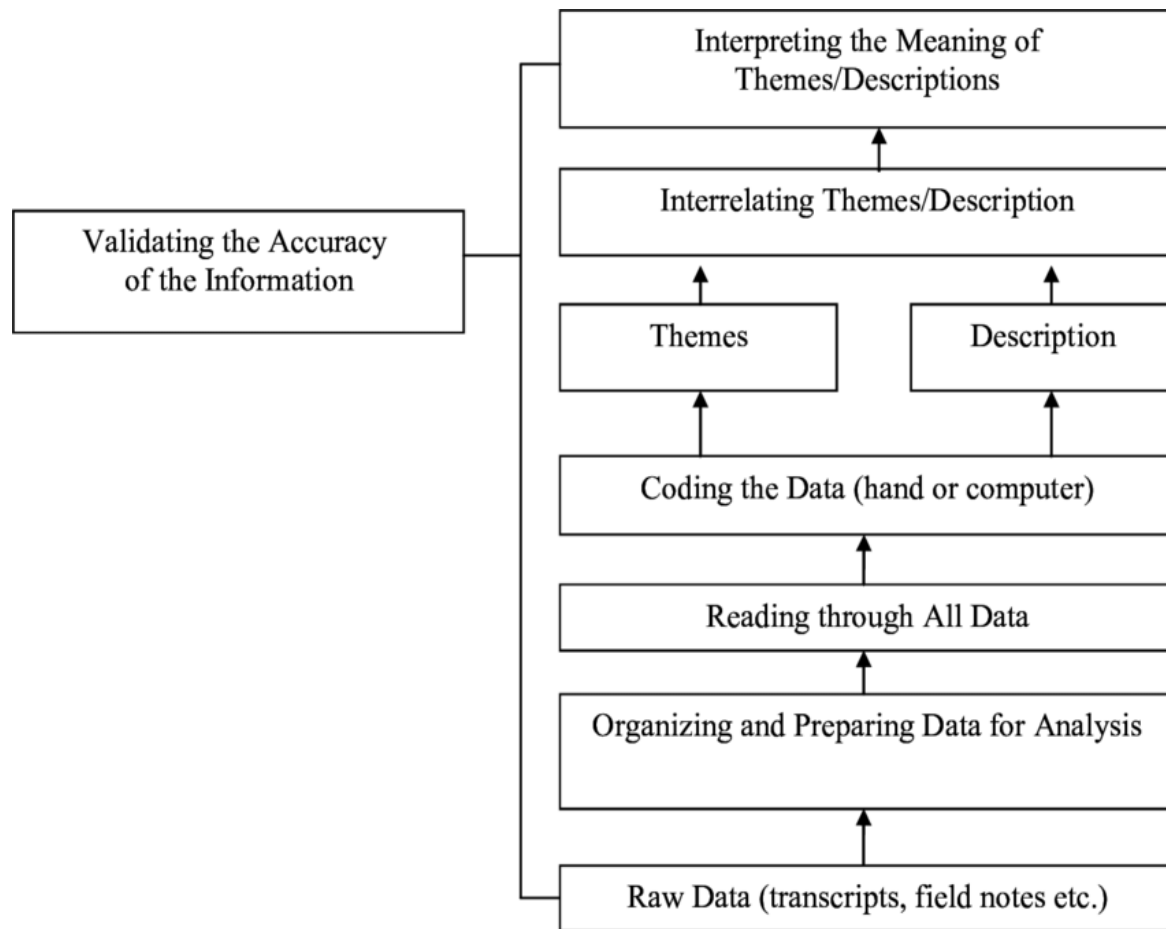 Interpreting the Meaning of
Themes/Descriptions
Interrelating Themes/Description
Validating the Accuracy
of the Information
Themes
Description
Coding the Data (hand or computer)
Reading through All Data
Organizing and Preparing Data for Analysis
Raw Data (transcripts, field notes etc.)